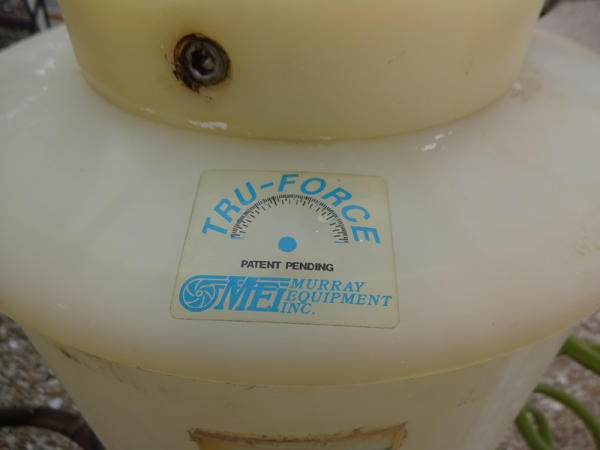 TRU-FORCE
PATENT PENDING
MEI MURRAY
EQUIPMENT
INC.